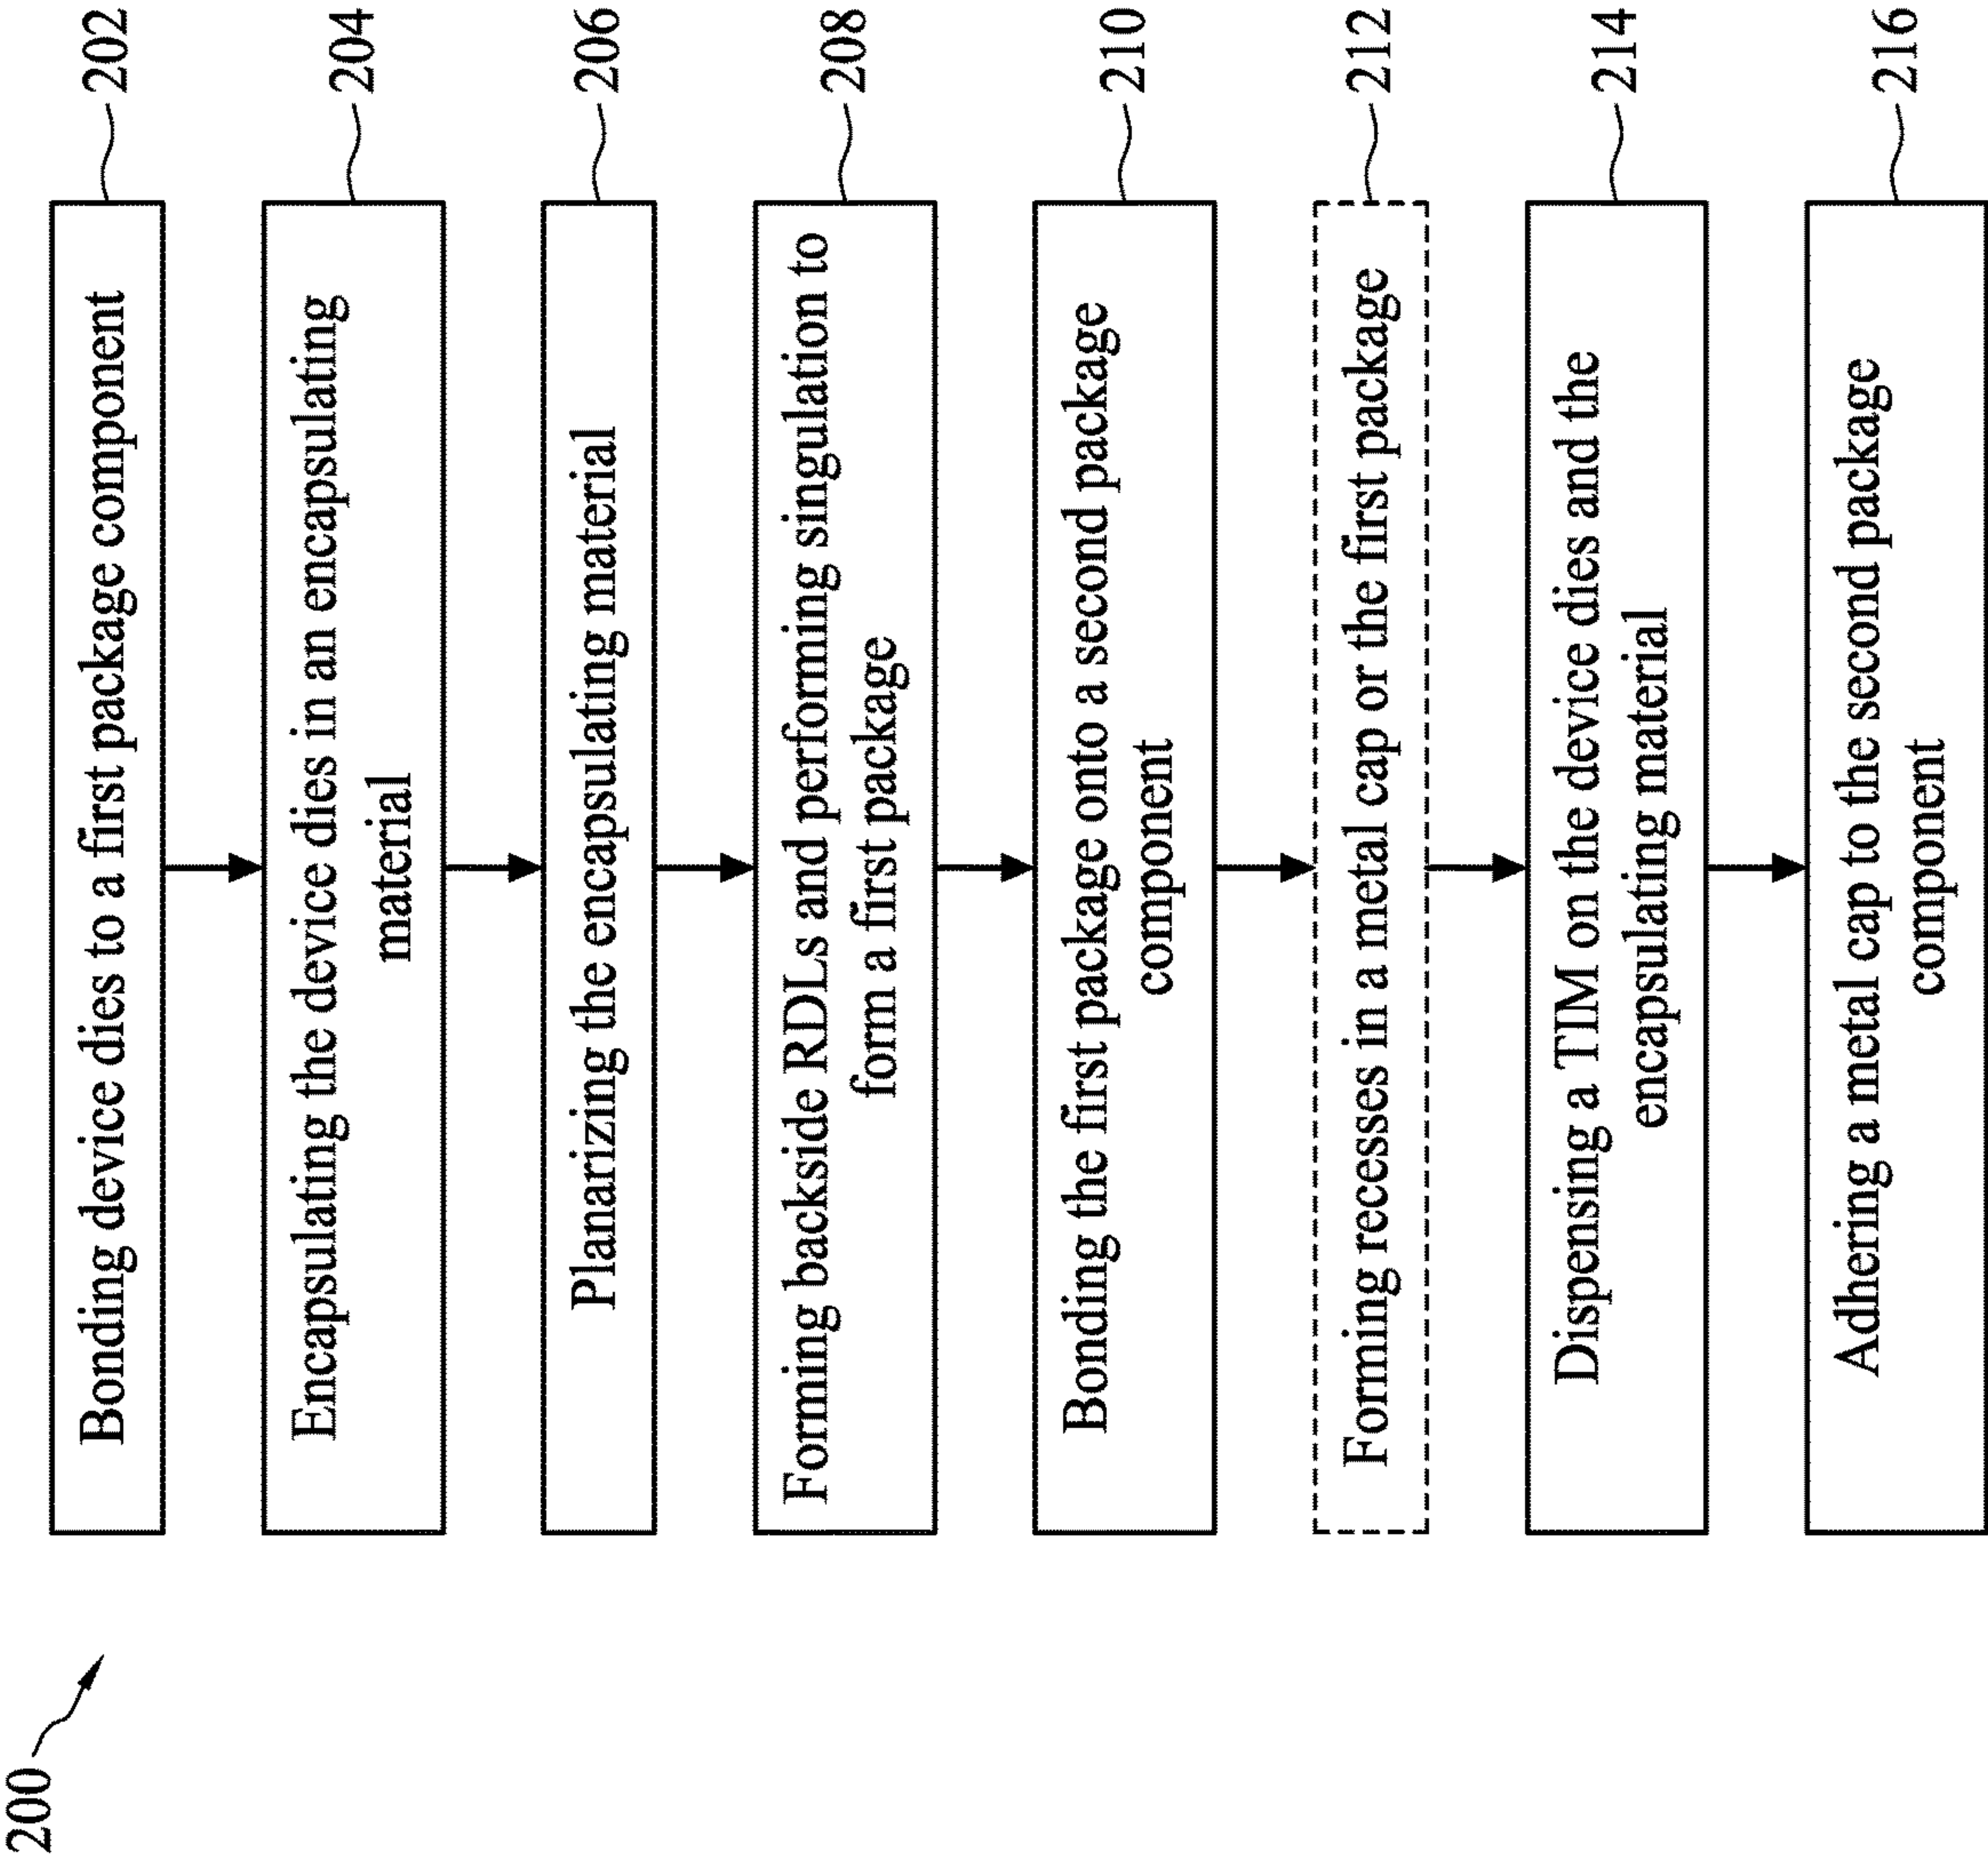 200
Bonding device dies to a first package component
202
Encapsulating the device dies in an encapsulating
material
204
Planarizing the encapsulating material
206
Forming backside RDLs and performing singulation to
form a first package
208
Bonding the first package onto a second package
component
210
Forming recesses in a metal cap or the first package
212
Dispensing a TIM on the device dies and the
encapsulating material
214
Adhering a metal cap to the second package
component
216